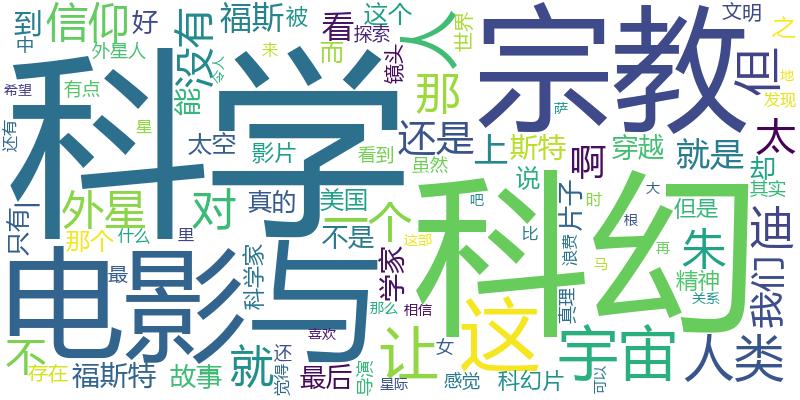 科学
科幻
宗教
电影
与
这
人
信仰
到
中
好
没有
福斯
被
看
探索
这个
而
镜头
世界
文明
之
但
那
外星人
来
令人
希望
有点
能
星
还有
太空
影片
看到
萨
虽然
还是
上
斯特
啊
穿越
地
发现
太
就是
却
其实
只有
外星
那个
什么
里
对
真的
美国
一个
不是
学家
科学家
说
片子
时
大
吧
这部
比
浪费
根
马
再
但是
迪
朱
精神
关系
我们
真理
不
最
存在
福斯特
故事
就
还
觉得
最后
导演
让
那么
相信
喜欢
星际
女
感觉
科幻片
可以
宇宙
人类